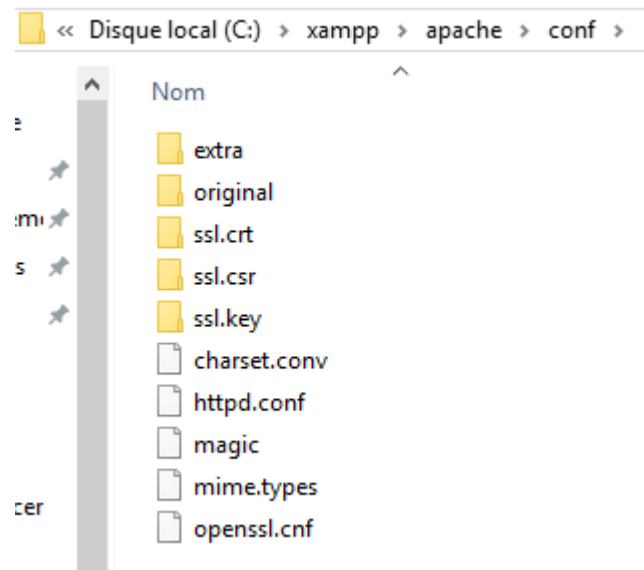 « Disque local (C:) > xampp > apache > conf >
Nom
extra
original
ssl.crt
ssl.csr
ssl.key
charset.conv
httpd.conf
magic
mime.types
openssl.cnf